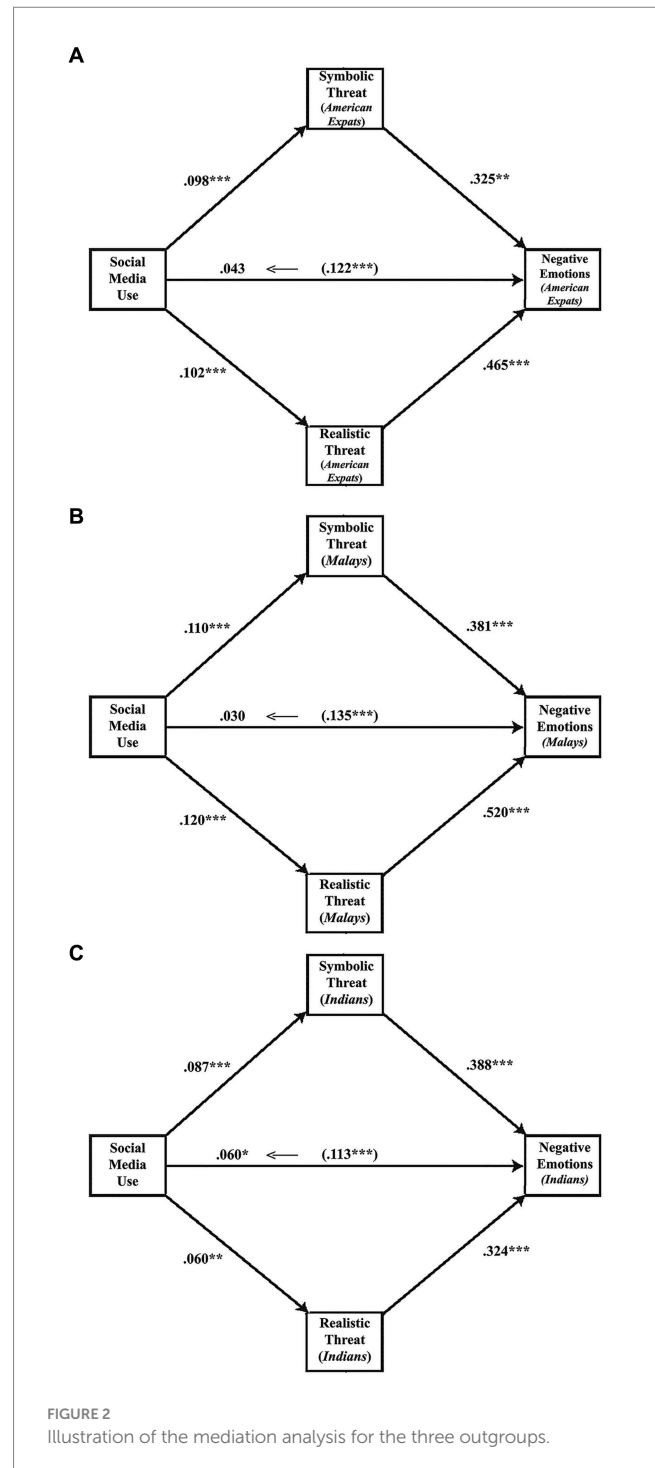 A
Symbolic
Threat
(American
Expats)
.098***
.325**
Social
Media
Use
.043 ← (.122***)
Negative
Emotions
(American
Expats)
.102***
.465***
Realistic
Threat
(American
Expats)
B
Symbolic
Threat
(Malays)
.110***
.381***
Social
Media
Use
.030 ← (.135***)
Negative
Emotions
(Malays)
.120***
.520***
Realistic
Threat
(Malays)
C
Symbolic
Threat
(Indians)
.087***
.388***
Social
Media
Use
.060* ← (.113***)
Negative
Emotions
(Indians)
.060**
.324***
Realistic
Threat
(Indians)
FIGURE 2
Illustration of the mediation analysis for the three outgroups.